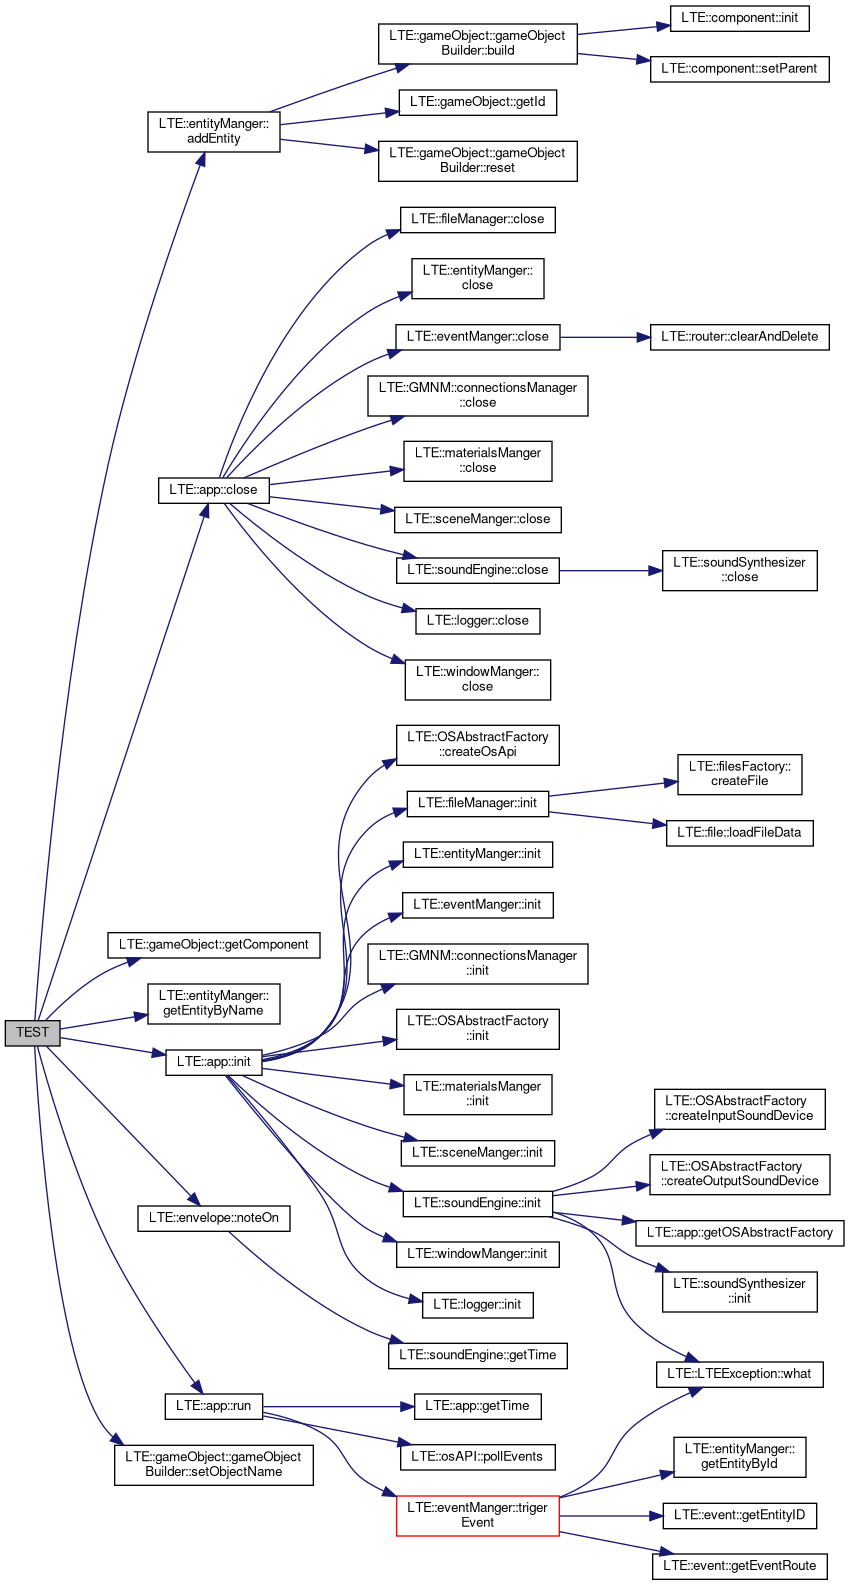 LTE::component::init
LTE::gameObject::gameObject
Builder::build
LTE::component::setParent
LTE::gameObject::getId
LTE::entityManger::
addEntity
LTE::gameObject::gameObject
Builder::reset
LTE::fileManager::close
LTE::entityManger::
close
LTE::eventManger::close
LTE::router::clearAndDelete
LTE::GMNM::connectionsManager
::close
LTE::materialsManger
::close
LTE::app::close
LTE::sceneManger::close
LTE::soundEngine::close
LTE::soundSynthesizer
::close
LTE::logger::close
LTE::windowManger::
close
LTE::OSAbstractFactory
::createOsApi
LTE::filesFactory::
createFile
LTE::fileManager::init
LTE::file::loadFileData
LTE::entityManger::init
LTE::eventManger::init
LTE::gameObject::getComponent
LTE::GMNM::connectionsManager
::init
LTE::entityManger::
getEntityByName
TEST
LTE::OSAbstractFactory
::init
LTE::app::init
LTE::materialsManger
::init
LTE::OSAbstractFactory
::createInputSoundDevice
LTE::sceneManger::init
LTE::OSAbstractFactory
::createOutputSoundDevice
LTE::soundEngine::init
LTE::envelope::noteOn
LTE::app::getOSAbstractFactory
LTE::windowManger::init
LTE::soundSynthesizer
::init
LTE::logger::init
LTE::soundEngine::getTime
LTE::LTEException::what
LTE::app::run
LTE::app::getTime
LTE::gameObject::gameObject
Builder::setObjectName
LTE::osAPI::pollEvents
LTE::entityManger::
getEntityById
LTE::eventManger::triger
Event
LTE::event::getEntityID
LTE::event::getEventRoute